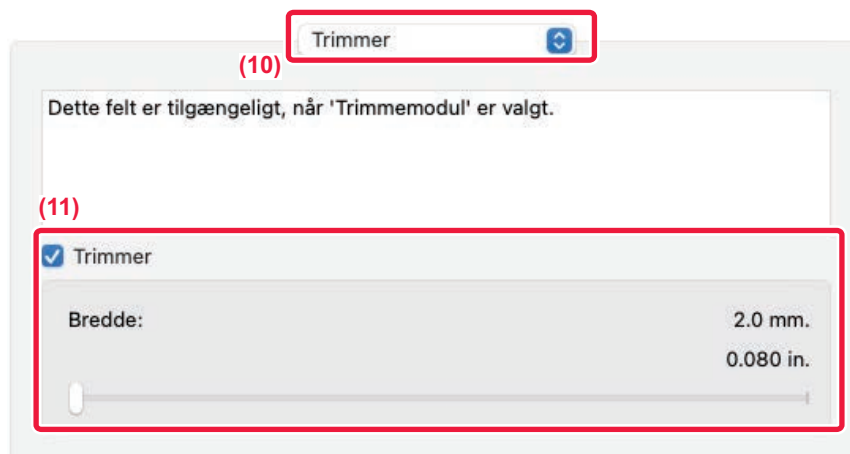 Trimmer
(10)
Dette felt er tilgængeligt, når 'Trimmemodul' er valgt.
(11)
Trimmer
Bredde: 2.0 mm.
0.080 in.